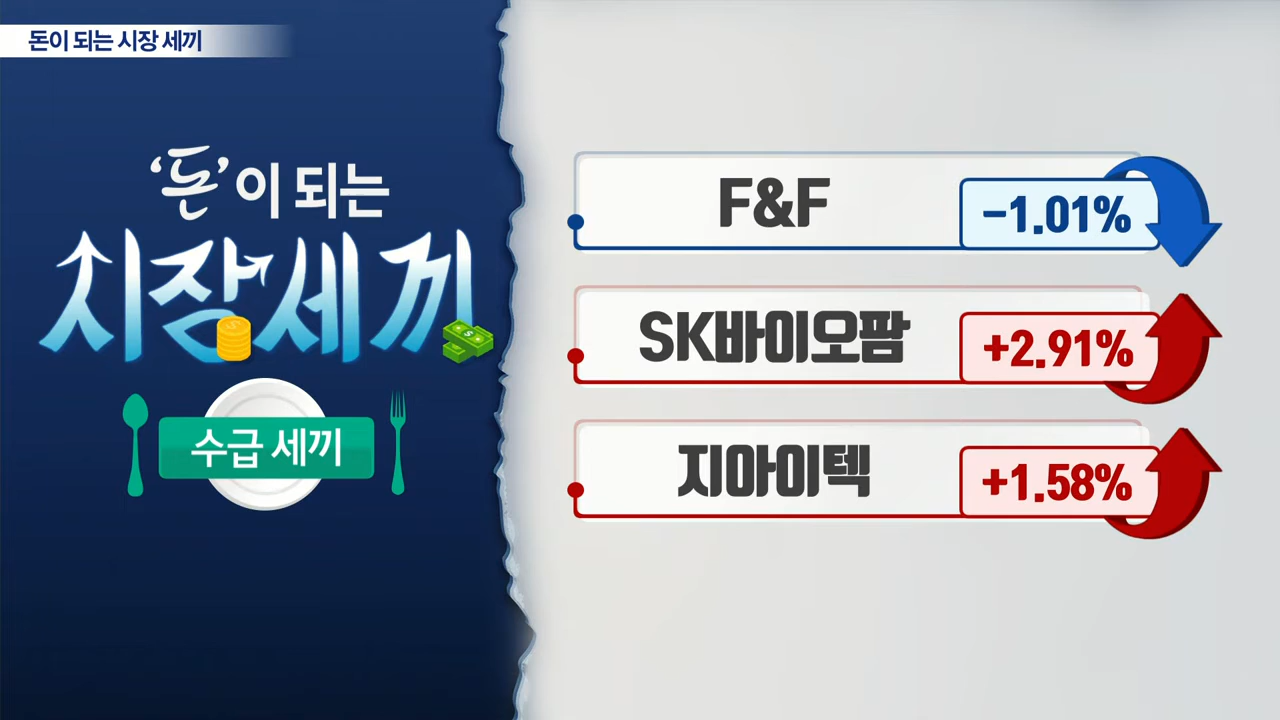 돈이 되는 시장 세끼
'돈'이 되는
시장세끼
수급 세끼
F&F
-1.01%
SK바이오팜
+2.91%
지아이텍
+1.58%